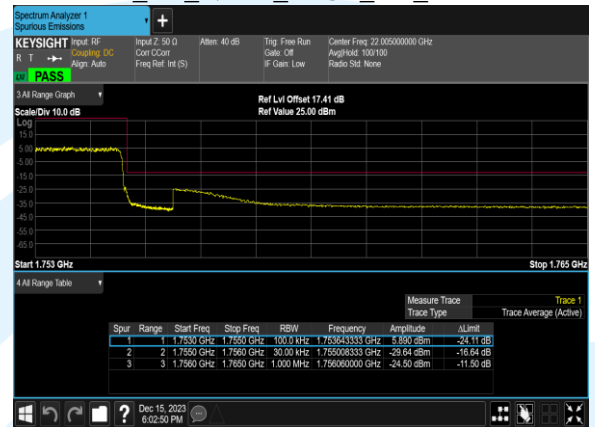 Spectrum Analyzer 1
Spurious Emissions
KEYSIGHT Input: RF Input Z: 50 Ω Atten: 40 dB Trig: Free Run Center Freq: 22.005000000 GHz
R T Coupling: DC Corr CCorr Gate: Off Avg|Hold: 100/100
Align: Auto Freq Ref: Int (S) IF Gain: Low Radio Std: None
LV PASS
3 All Range Graph
Ref Lvl Offset 17.41 dB
Scale/Div 10.0 dB Ref Value 25.00 dBm
Log
15.0
5.00
-5.00
-15.0
-25.0
-35.0
-45.0
-55.0
-65.0
Start 1.753 GHz Stop 1.765 GHz
4 All Range Table
Measure Trace Trace 1
Trace Type Trace Average (Active)
Spur Range Start Freq Stop Freq RBW Frequency Amplitude ΔLimit
1 1 1.7530 GHz 1.7550 GHz 100.0 kHz 1.753643333 GHz 5.890 dBm -24.11 dB
2 2 1.7550 GHz 1.7560 GHz 30.00 kHz 1.755008333 GHz -29.64 dBm -16.64 dB
3 3 1.7560 GHz 1.7650 GHz 1.000 MHz 1.756060000 GHz -24.50 dBm -11.50 dB
? Dec 15, 2023
6:02:50 PM